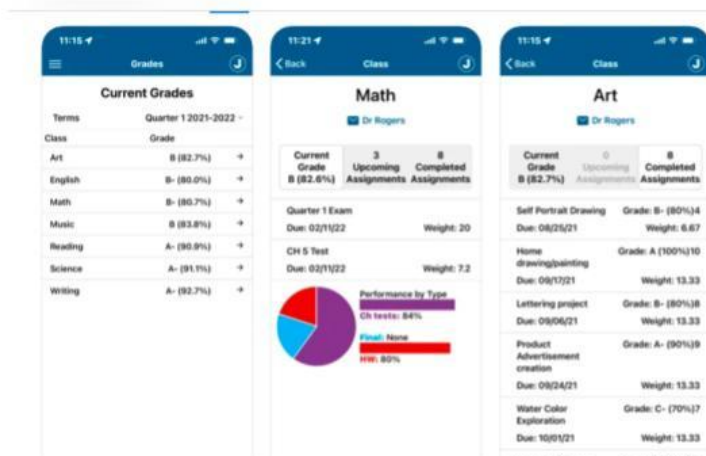 11:15
Grades
J
Current Grades
Terms Quarter 1 2021-2022
Class Grade
Art B (82.7%)
English B- (80.0%)
Math B- (80.7%)
Music B (83.8%)
Reading A- (90.9%)
Science A- (91.1%)
Writing A- (92.7%)
11:21
Back Class J
Math
Dr Rogers
Current 3 8
Grade Upcoming Completed
B (82.6%) Assignments Assignments
Quarter 1 Exam
Due: 02/11/22 Weight: 20
CH 5 Test
Due: 02/11/22 Weight: 7.2
Performance by Type
Ch tests: 84%
Final: None
HW: 80%
11:15
Back Class J
Art
Dr Rogers
Current 0 8
Grade Upcoming Completed
B (82.7%) Assignments Assignments
Self Portrait Drawing Grade: B- (80%)4
Due: 08/25/21 Weight: 6.67
Home Grade: A (100%)10
drawing/painting
Due: 09/17/21 Weight: 13.33
Lettering project Grade: B- (80%)8
Due: 09/06/21 Weight: 13.33
Product Grade: A- (90%)9
Advertisement
creation
Due: 09/24/21 Weight: 13.33
Water Color Grade: C- (70%)7
Exploration
Due: 10/01/21 Weight: 13.33